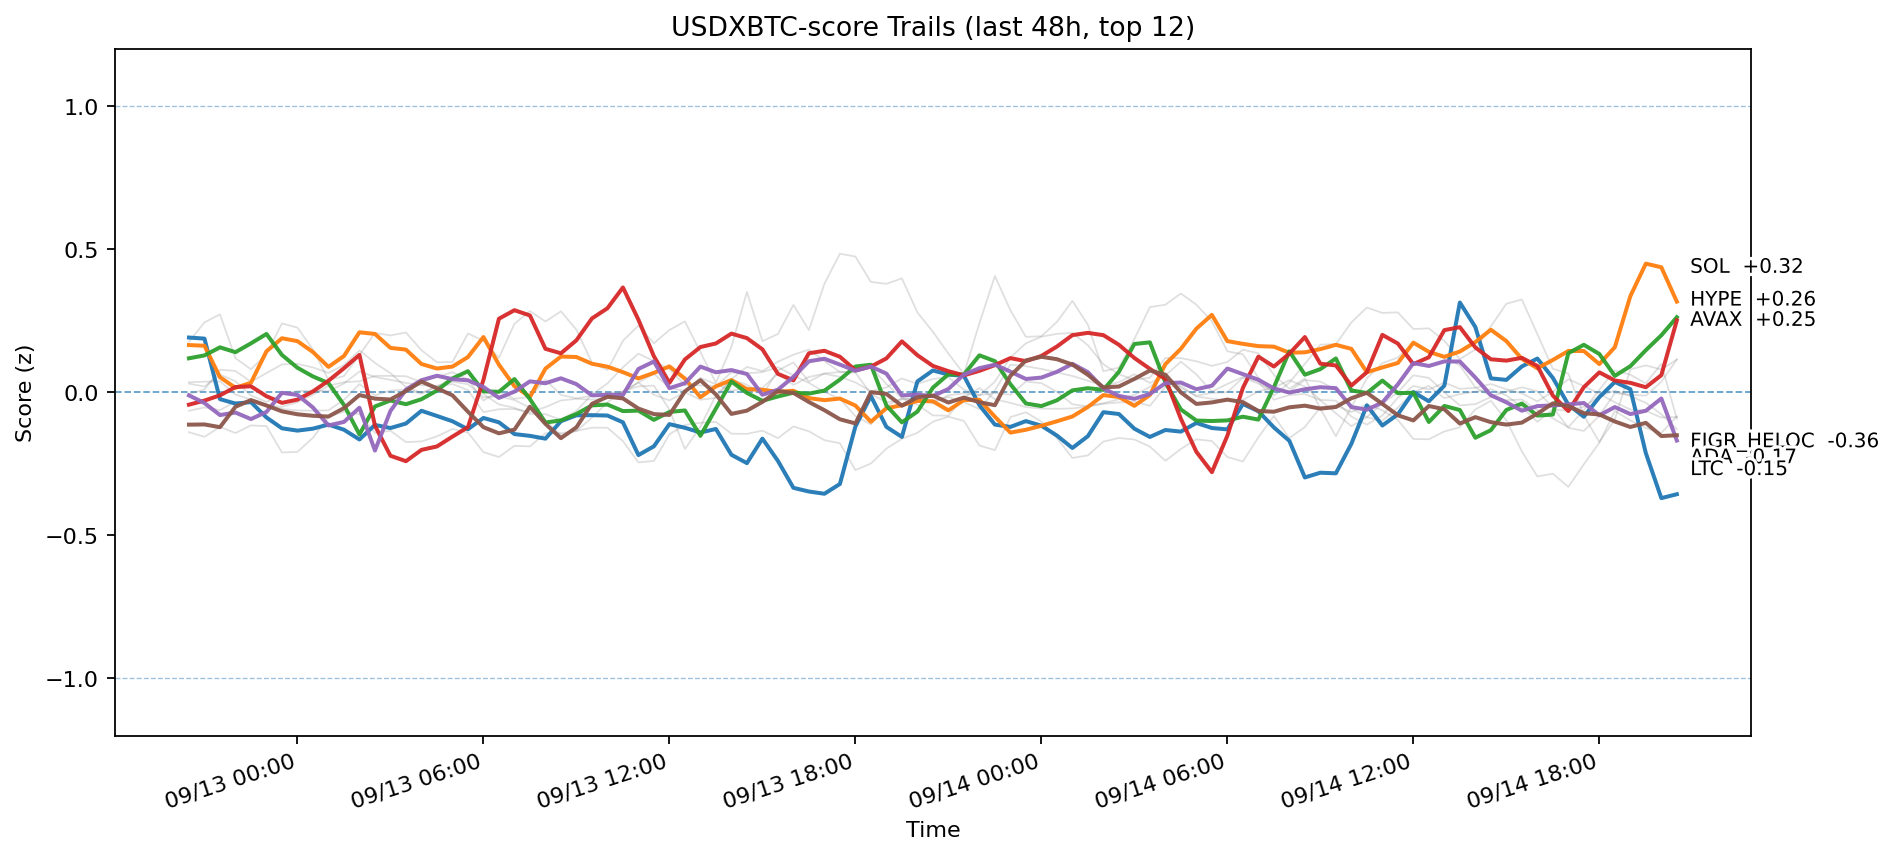 USDXBTC-score Trails (last 48h, top 12)
Score (z)
1.0
0.5
0.0
−0.5
−1.0
SOL +0.32
HYPE +0.26
AVAX +0.25
FIGR_HELOC -0.36
ADA -0.17
LTC -0.15
09/13 00:00
09/13 06:00
09/13 12:00
09/13 18:00
09/14 00:00
09/14 06:00
09/14 12:00
09/14 18:00
Time